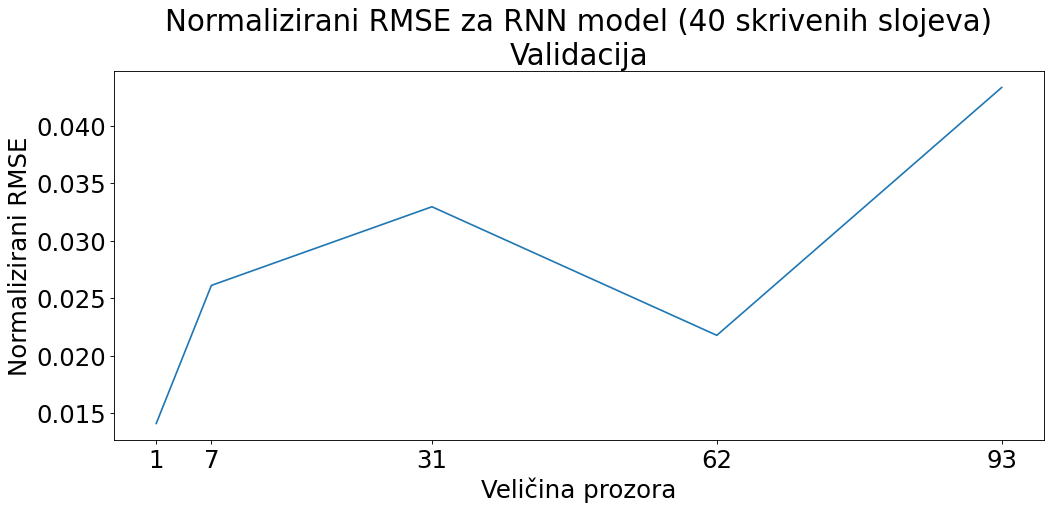 Normalizirani RMSE za RNN model (40 skrivenih slojeva)
Validacija
Normalizirani RMSE
0.040
0.035
0.030
0.025
0.020
0.015
1 7 31 62 93
Veličina prozora